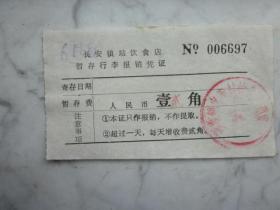 长安镇站饮食店
暂存行李报销凭证
№ 006697
寄存日期
暂存费 人民币 壹 角
注意事项
①本证只作报销,不作提取。
②超过一天,每天增收费贰角。